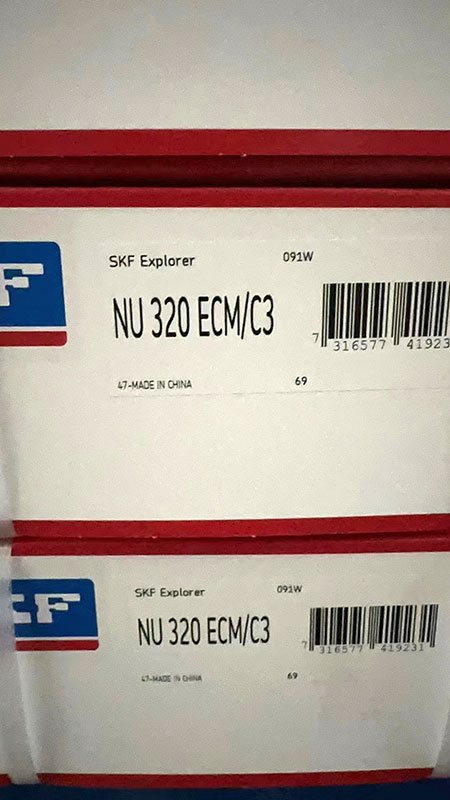 SKF Explorer 091W
F
NU 320 ECM/C3
7 316577 41923
47-MADE IN CHINA 69
SKF Explorer 091W
KF
NU 320 ECM/C3
7 316577 419231
47-MADE IN CHINA 69